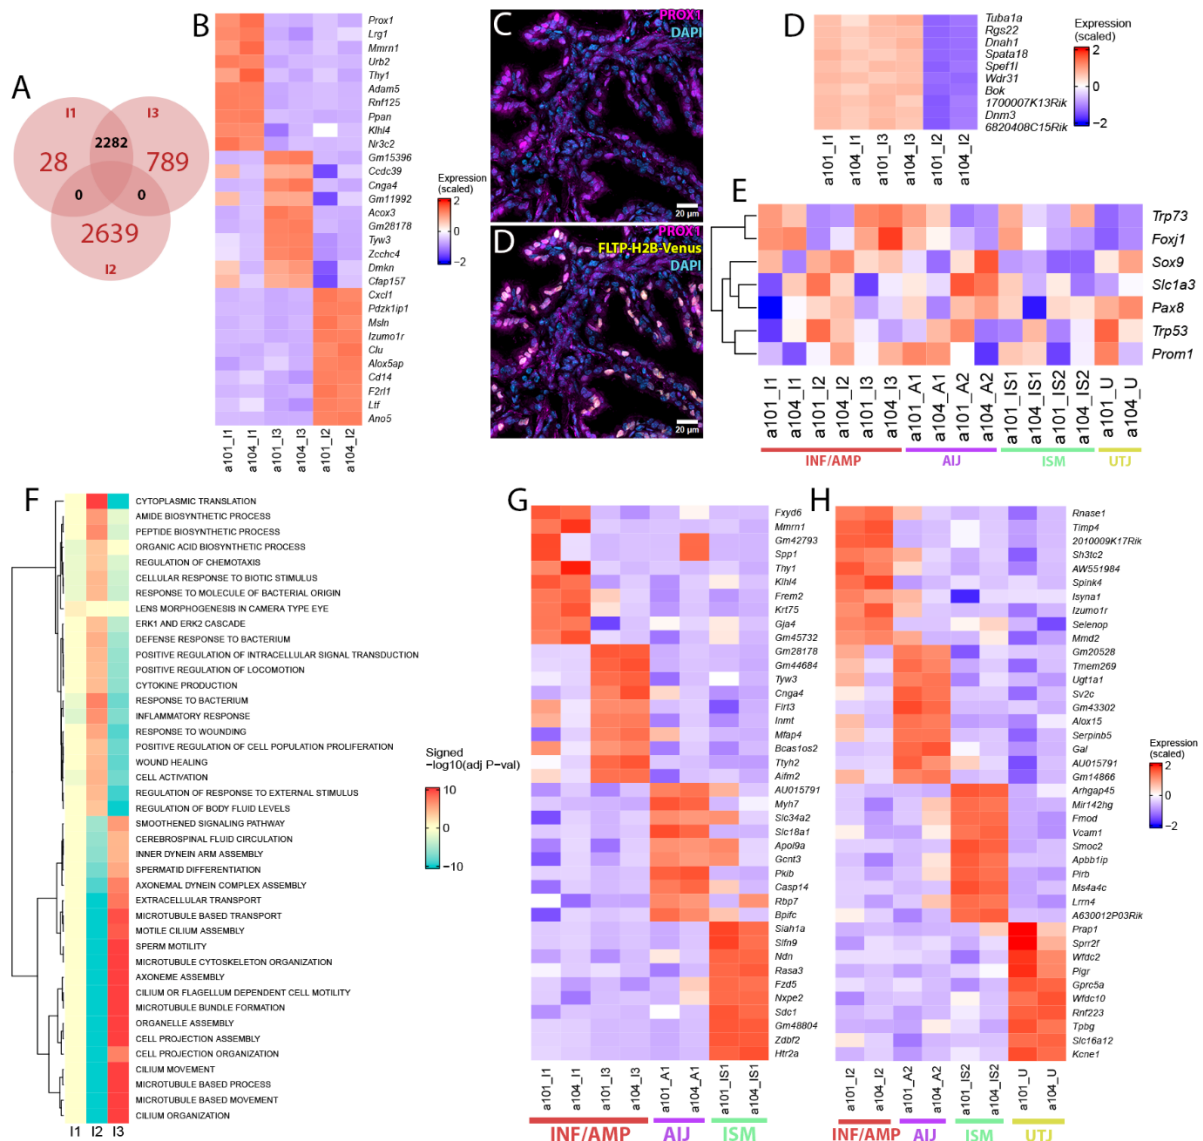 A
I1
I3
2282
28
789
0
0
2639
I2
B
Prox1
Lrg1
Mmrn1
Urb2
Thy1
Adam5
Rnf125
Ppan
Klhl4
Nr3c2
Gm15396
Ccdc39
Cnga4
Gm11992
Acox3
Gm28178
Tyw3
Zcchc4
Dmkn
Cfap157
Cxcl1
Pdzk1ip1
Msln
Izumo1r
Clu
Alox5ap
Cd14
F2rl1
Ltf
Ano5
a101_I1
a104_I1
a101_I3
a104_I3
a101_I2
a104_I2
Expression
(scaled)
2
0
−2
C
PROX1
DAPI
20 µm
D
PROX1
FLTP-H2B-Venus
DAPI
20 µm
D
Tuba1a
Rgs22
Dnah1
Spata18
Spef1l
Wdr31
Bok
1700007K13Rik
Dnm3
6820408C15Rik
a101_I1
a104_I1
a101_I3
a104_I3
a101_I2
a104_I2
Expression
(scaled)
2
0
−2
E
Trp73
Foxj1
Sox9
Slc1a3
Pax8
Trp53
Prom1
a101_I1
a104_I1
a101_I2
a104_I2
a101_I3
a104_I3
a101_A1
a104_A1
a101_A2
a104_A2
a101_IS1
a104_IS1
a101_IS2
a104_IS2
a101_U
a104_U
INF/AMP
AIJ
ISM
UTJ
F
CYTOPLASMIC TRANSLATION
AMIDE BIOSYNTHETIC PROCESS
PEPTIDE BIOSYNTHETIC PROCESS
ORGANIC ACID BIOSYNTHETIC PROCESS
REGULATION OF CHEMOTAXIS
CELLULAR RESPONSE TO BIOTIC STIMULUS
RESPONSE TO MOLECULE OF BACTERIAL ORIGIN
LENS MORPHOGENESIS IN CAMERA TYPE EYE
ERK1 AND ERK2 CASCADE
DEFENSE RESPONSE TO BACTERIUM
POSITIVE REGULATION OF INTRACELLULAR SIGNAL TRANSDUCTION
POSITIVE REGULATION OF LOCOMOTION
CYTOKINE PRODUCTION
RESPONSE TO BACTERIUM
INFLAMMATORY RESPONSE
RESPONSE TO WOUNDING
POSITIVE REGULATION OF CELL POPULATION PROLIFERATION
WOUND HEALING
CELL ACTIVATION
REGULATION OF RESPONSE TO EXTERNAL STIMULUS
REGULATION OF BODY FLUID LEVELS
SMOOTHENED SIGNALING PATHWAY
CEREBROSPINAL FLUID CIRCULATION
INNER DYNEIN ARM ASSEMBLY
SPERMATID DIFFERENTIATION
AXONEMAL DYNEIN COMPLEX ASSEMBLY
EXTRACELLULAR TRANSPORT
MICROTUBULE BASED TRANSPORT
MOTILE CILIUM ASSEMBLY
SPERM MOTILITY
MICROTUBULE CYTOSKELETON ORGANIZATION
AXONEME ASSEMBLY
CILIUM OR FLAGELLUM DEPENDENT CELL MOTILITY
MICROTUBULE BUNDLE FORMATION
ORGANELLE ASSEMBLY
CELL PROJECTION ASSEMBLY
CELL PROJECTION ORGANIZATION
CILIUM MOVEMENT
MICROTUBULE BASED PROCESS
MICROTUBULE BASED MOVEMENT
CILIUM ORGANIZATION
I1 I2 I3
Signed
−log10(adj P-val)
10
0
−10
G
Fxyd6
Mmrn1
Gm42793
Spp1
Thy1
Klhl4
Frem2
Krt75
Gja4
Gm45732
Gm28178
Gm44684
Tyw3
Cnga4
Flrt3
Inmt
Mfap4
Bcas1os2
Ttyh2
Aifm2
AU015791
Myh7
Slc34a2
Slc18a1
Apol9a
Gcnt3
Pkib
Casp14
Rbp7
Bpifc
Siah1a
Slfn9
Ndn
Rasa3
Fzd5
Nxpe2
Sdc1
Gm48804
Zdbf2
Htr2a
a101_I1
a104_I1
a101_I3
a104_I3
a101_A1
a104_A1
a101_IS1
a104_IS1
INF/AMP
AIJ
ISM
H
Rnase1
Timp4
2010009K17Rik
Sh3tc2
AW551984
Spink4
Isyna1
Izumo1r
Selenop
Mmd2
Gm20528
Tmem269
Ugt1a1
Sv2c
Gm43302
Alox15
Serpinb5
Gal
AU015791
Gm14866
Arhgap45
Mir142hg
Fmod
Vcam1
Smoc2
Apbb1ip
Pirb
Ms4a4c
Lrrn4
A630012P03Rik
Prap1
Sprr2f
Wfdc2
Pigr
Gprc5a
Wfdc10
Rnf223
Tpbg
Slc16a12
Kcne1
a101_I2
a104_I2
a101_A2
a104_A2
a101_IS2
a104_IS2
a101_U
a104_U
INF/AMP
AIJ
ISM
UTJ
Expression
(scaled)
2
1
0
−1
−2